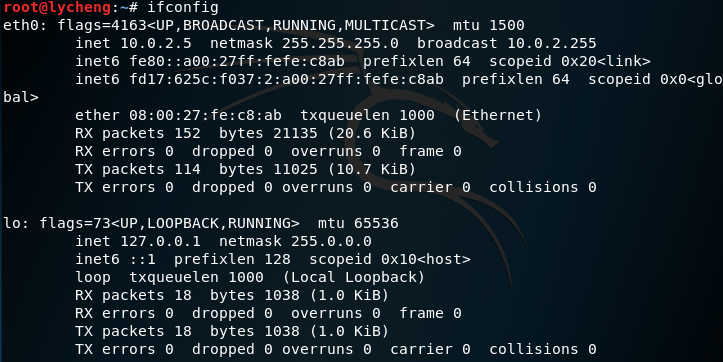 root@lycheng:~# ifconfig
eth0: flags=4163<UP,BROADCAST,RUNNING,MULTICAST>  mtu 1500
        inet 10.0.2.5  netmask 255.255.255.0  broadcast 10.0.2.255
        inet6 fe80::a00:27ff:fefe:c8ab  prefixlen 64  scopeid 0x20<link>
        inet6 fd17:625c:f037:2:a00:27ff:fefe:c8ab  prefixlen 64  scopeid 0x0<glo
bal>
        ether 08:00:27:fe:c8:ab  txqueuelen 1000  (Ethernet)
        RX packets 152  bytes 21135 (20.6 KiB)
        RX errors 0  dropped 0  overruns 0  frame 0
        TX packets 114  bytes 11025 (10.7 KiB)
        TX errors 0  dropped 0 overruns 0  carrier 0  collisions 0

lo: flags=73<UP,LOOPBACK,RUNNING>  mtu 65536
        inet 127.0.0.1  netmask 255.0.0.0
        inet6 ::1  prefixlen 128  scopeid 0x10<host>
        loop  txqueuelen 1000  (Local Loopback)
        RX packets 18  bytes 1038 (1.0 KiB)
        RX errors 0  dropped 0  overruns 0  frame 0
        TX packets 18  bytes 1038 (1.0 KiB)
        TX errors 0  dropped 0 overruns 0  carrier 0  collisions 0